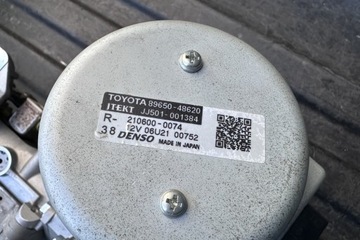 TOYOTA 89650-48620
JTEKT JJ501-001384
R- 210600-0074
38 12V 06U21 00752
DENSO MADE IN JAPAN